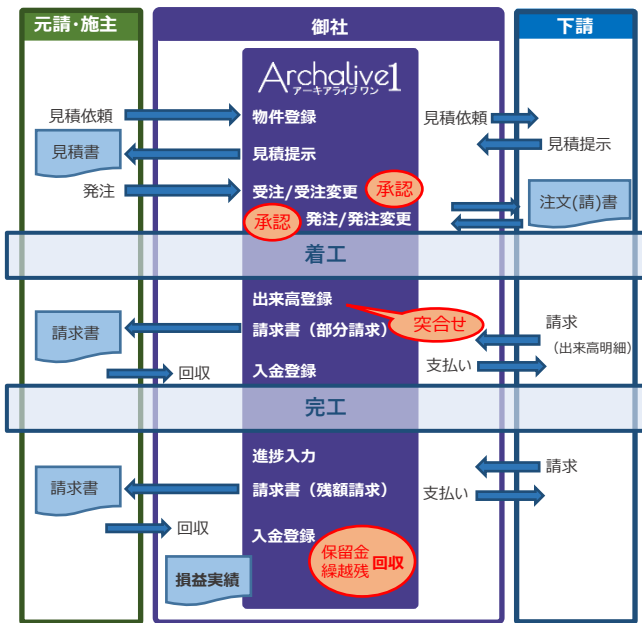 元請・施主
御社
下請
Archalive1
アーキアライブ ワン
見積依頼
物件登録
見積依頼
見積書
見積提示
見積提示
発注
受注/受注変更
承認
承認
発注/発注変更
注文(請)書
着工
出来高登録
突合せ
請求書
請求書（部分請求）
請求
（出来高明細）
回収
入金登録
支払い
完工
進捗入力
請求
請求書
請求書（残額請求）
支払い
回収
入金登録
保留金
繰越残
回収
損益実績